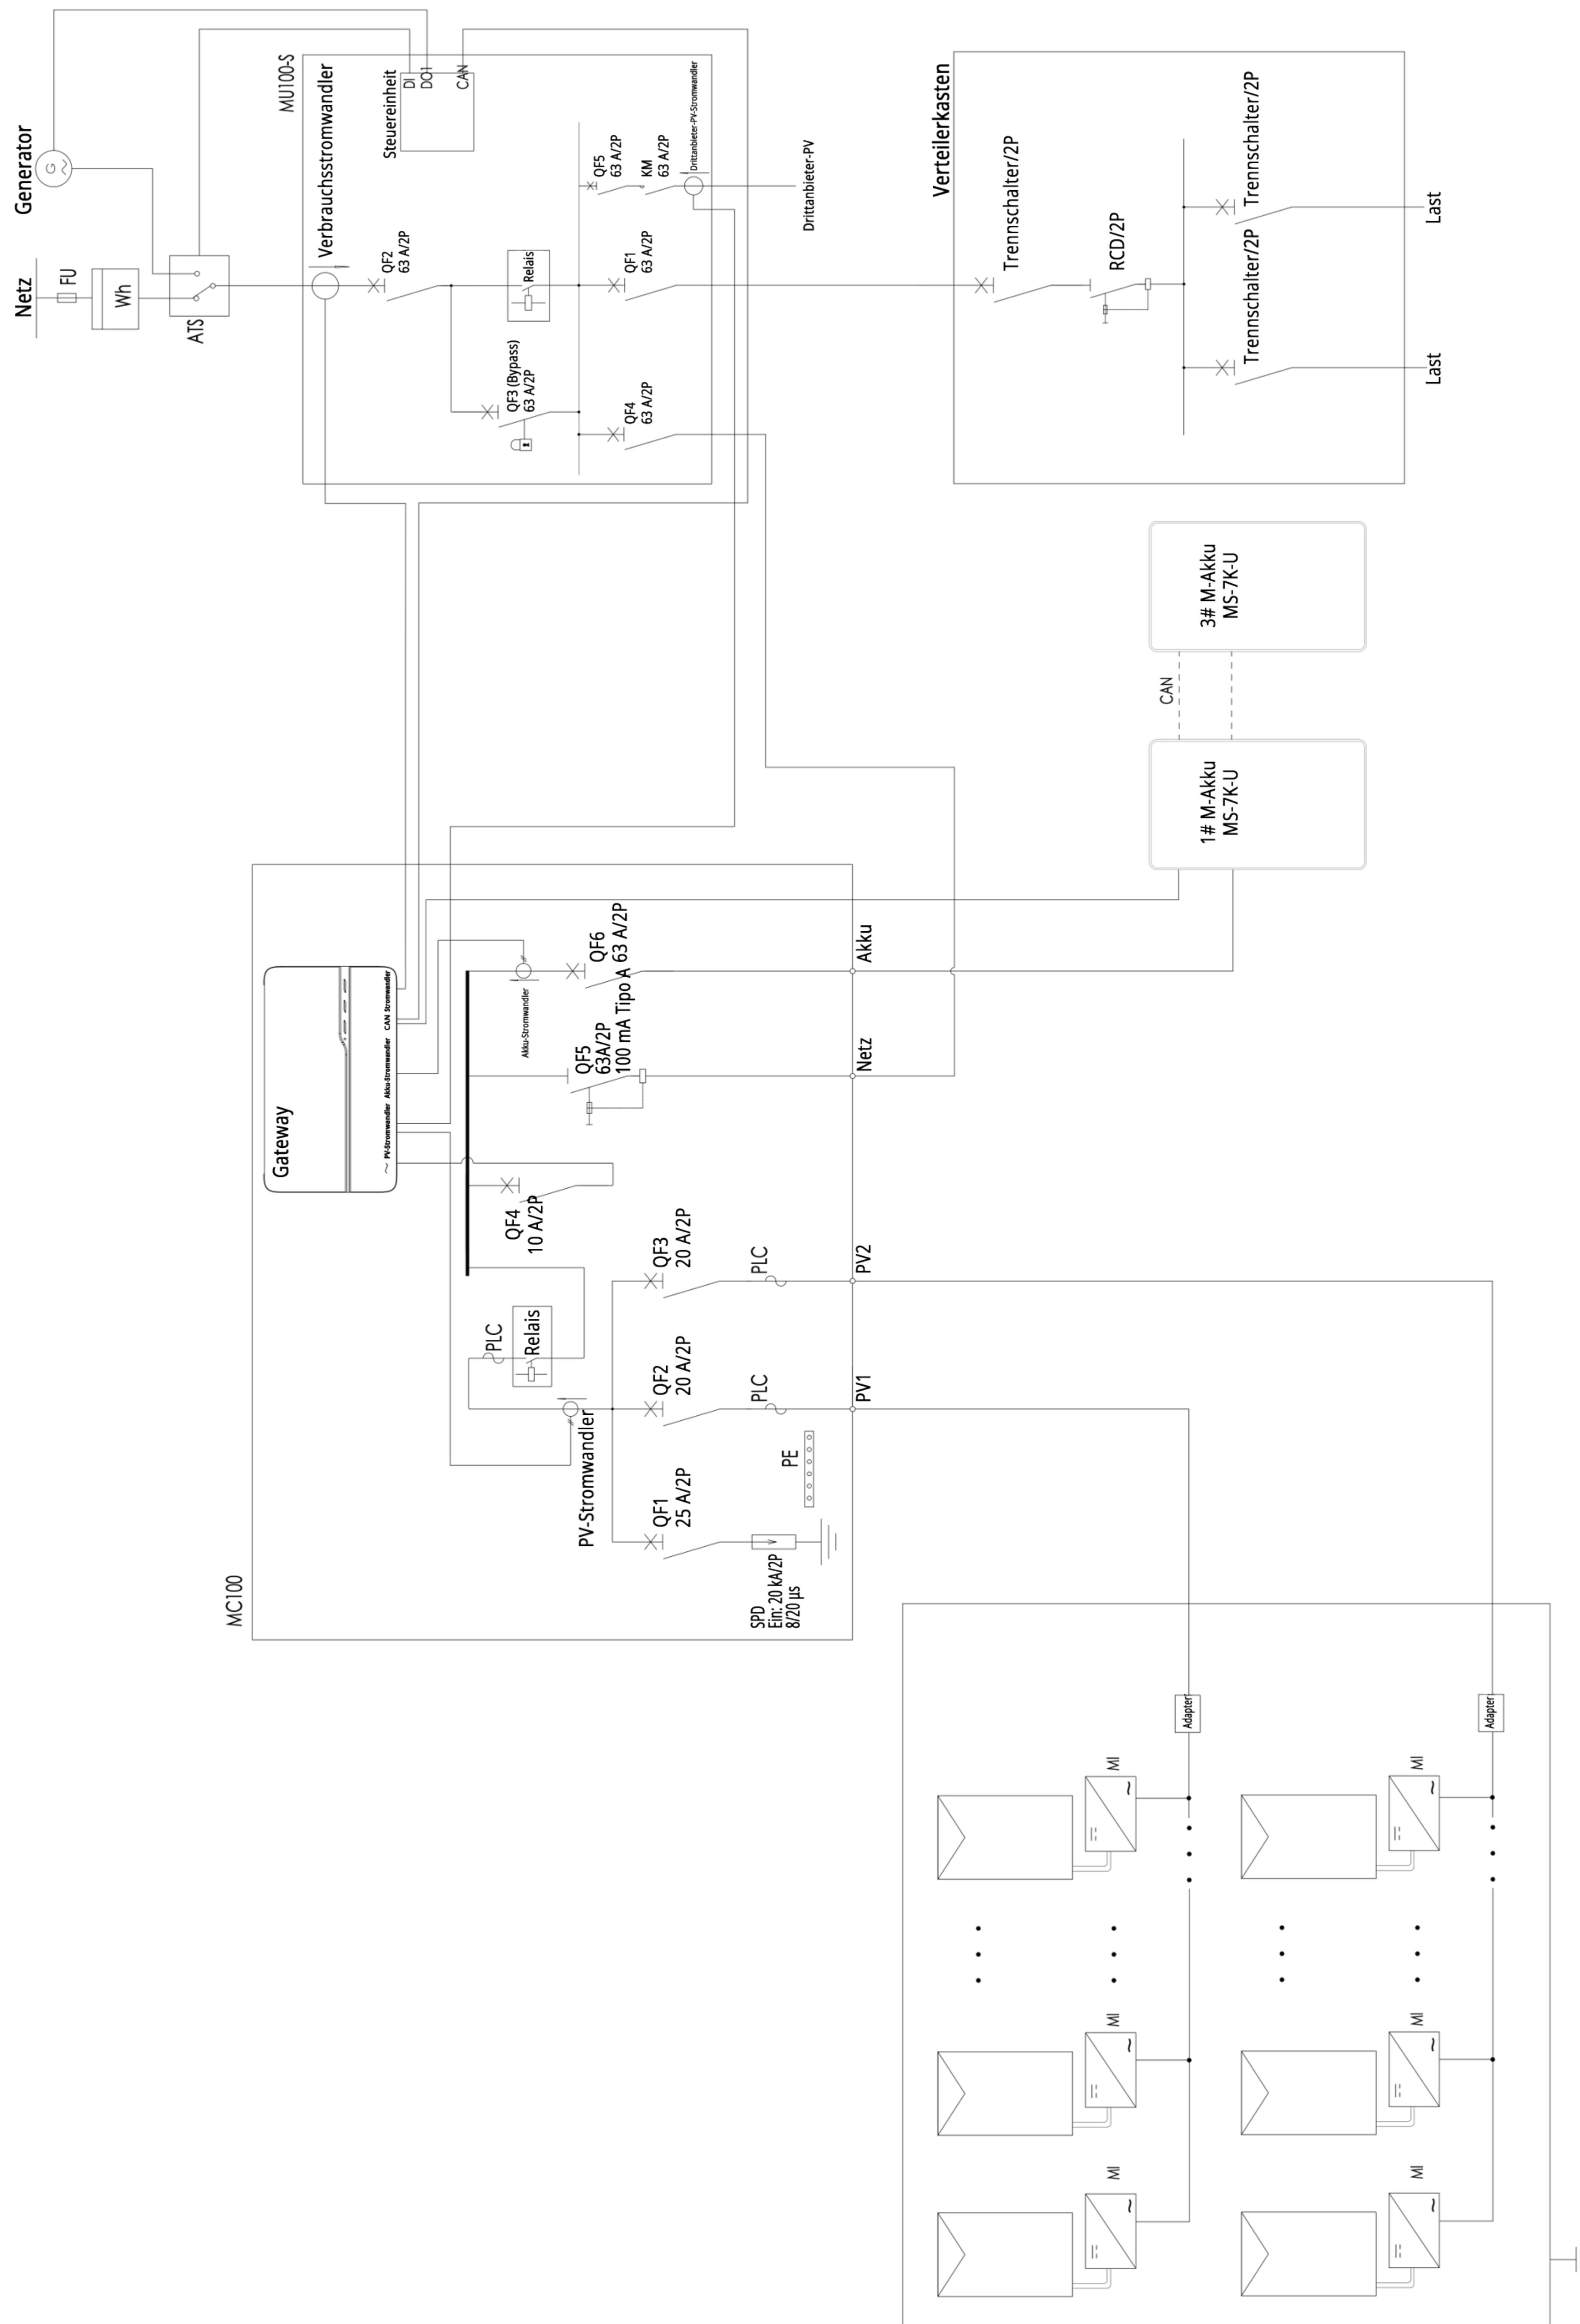 Netz
Generator
FU
G
Wh
ATS
MU100-S
Verbrauchsstromwandler
Steuereinheit
DI
DO1
CAN
QF2
63 A/2P
QF3 (Bypass)
63 A/2P
Relais
QF5
63 A/2P
KM
63 A/2P
Drittanbieter-PV-Stromwandler
QF4
63 A/2P
QF1
63 A/2P
Drittanbieter-PV
Verteilerkasten
Trennschalter/2P
RCD/2P
Trennschalter/2P
Trennschalter/2P
Last
Last
3# M-Akku
MS-7K-U
CAN
1# M-Akku
MS-7K-U
MC100
Gateway
PV-Stromwandler
Akku-Stromwandler
CAN
Stromwandler
Akku-Stromwandler
QF6
63 A/2P
QF5
63A/2P
100 mA Tipo A
QF4
10 A/2P
PLC
Relais
PV-Stromwandler
QF1
25 A/2P
QF2
20 A/2P
QF3
20 A/2P
PLC
PLC
SPD
Ein: 20 kA/2P
8/20 µs
PE
PV1
PV2
Netz
Akku
Adapter
Adapter
MI
MI
MI
MI
MI
MI